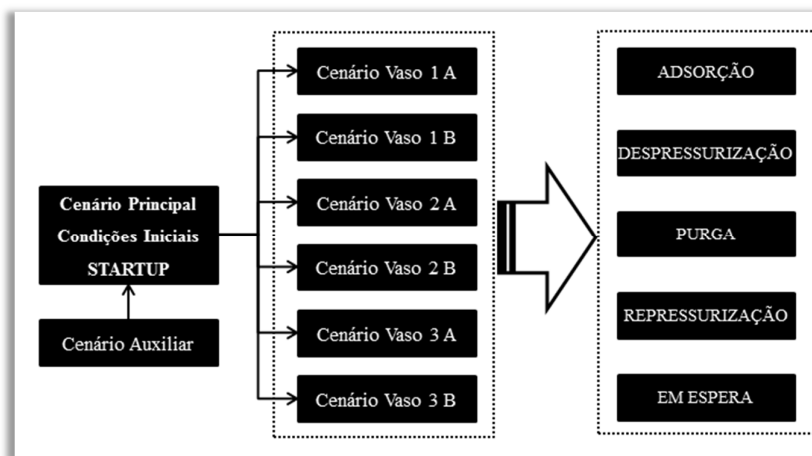 Cenário Principal
Condições Iniciais
STARTUP
Cenário Auxiliar
Cenário Vaso 1 A
Cenário Vaso 1 B
Cenário Vaso 2 A
Cenário Vaso 2 B
Cenário Vaso 3 A
Cenário Vaso 3 B
ADSORÇÃO
DESPRESSURIZAÇÃO
PURGA
REPRESSURIZAÇÃO
EM ESPERA